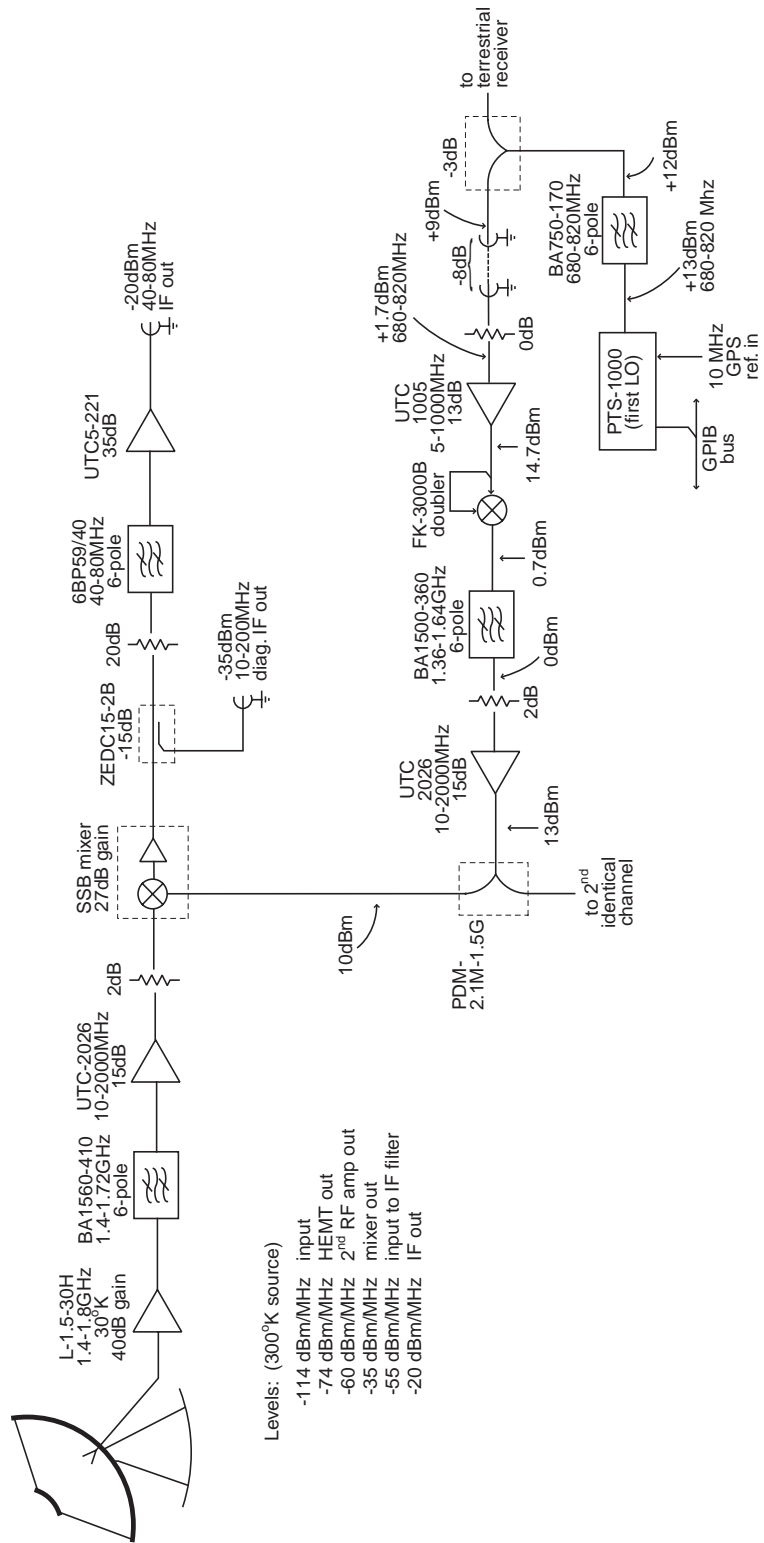 L-1.5-30H
1.4-1.8GHz
30°K
40dB gain
BA1560-410
1.4-1.72GHz
6-pole
UTC-2026
10-2000MHz
15dB
2dB
SSB mixer
27dB gain
ZEDC15-2B
-15dB
-35dBm
10-200MHz
diag. IF out
20dB
6BP59/40
40-80MHz
6-pole
UTC5-221
35dB
-20dBm
40-80MHz
IF out
Levels: (300°K source)
-114 dBm/MHz input
-74 dBm/MHz HEMT out
-60 dBm/MHz 2nd RF amp out
-35 dBm/MHz mixer out
-55 dBm/MHz input to IF filter
-20 dBm/MHz IF out
10dBm
PDM-
2.1M-1.5G
to 2nd
identical
channel
13dBm
UTC
2026
10-2000MHz
15dB
2dB
0dBm
BA1500-360
1.36-1.64GHz
6-pole
0.7dBm
FK-3000B
doubler
14.7dBm
UTC
1005
5-1000MHz
13dB
+1.7dBm
680-820MHz
0dB
-8dB
+9dBm
-3dB
to
terrestrial
receiver
PTS-1000
(first LO)
GPIB
bus
10 MHz
GPS
ref. in
+13dBm
680-820 Mhz
BA750-170
680-820MHz
6-pole
+12dBm